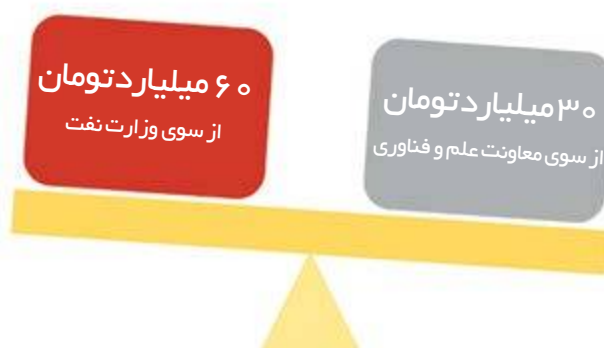 ۶۰ میلیارد تومان
از سوی وزارت نفت
۳۰ میلیارد تومان
از سوی معاونت علم و فناوری